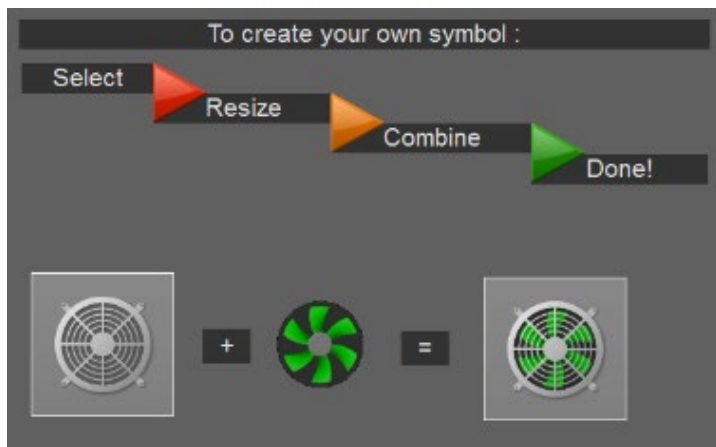 To create your own symbol :
Select
Resize
Combine
Done!
+
=